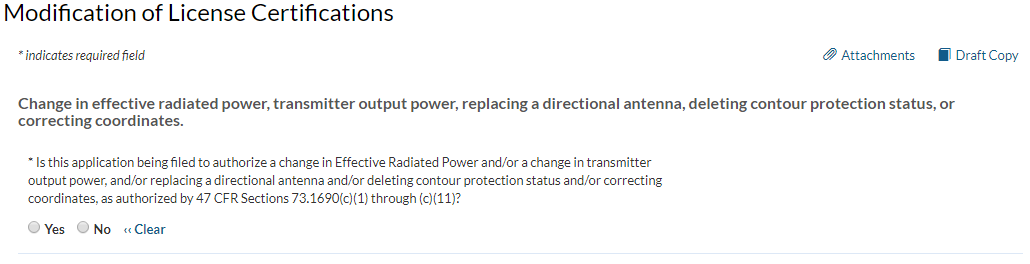 Modification of License Certifications
* indicates required field
Attachments Draft Copy
Change in effective radiated power, transmitter output power, replacing a directional antenna, deleting contour protection status, or
correcting coordinates.
* Is this application being filed to authorize a change in Effective Radiated Power and/or a change in transmitter
output power, and/or replacing a directional antenna and/or deleting contour protection status and/or correcting
coordinates, as authorized by 47 CFR Sections 73.1690(c)(1) through (c)(11)?
Yes No ‹‹ Clear